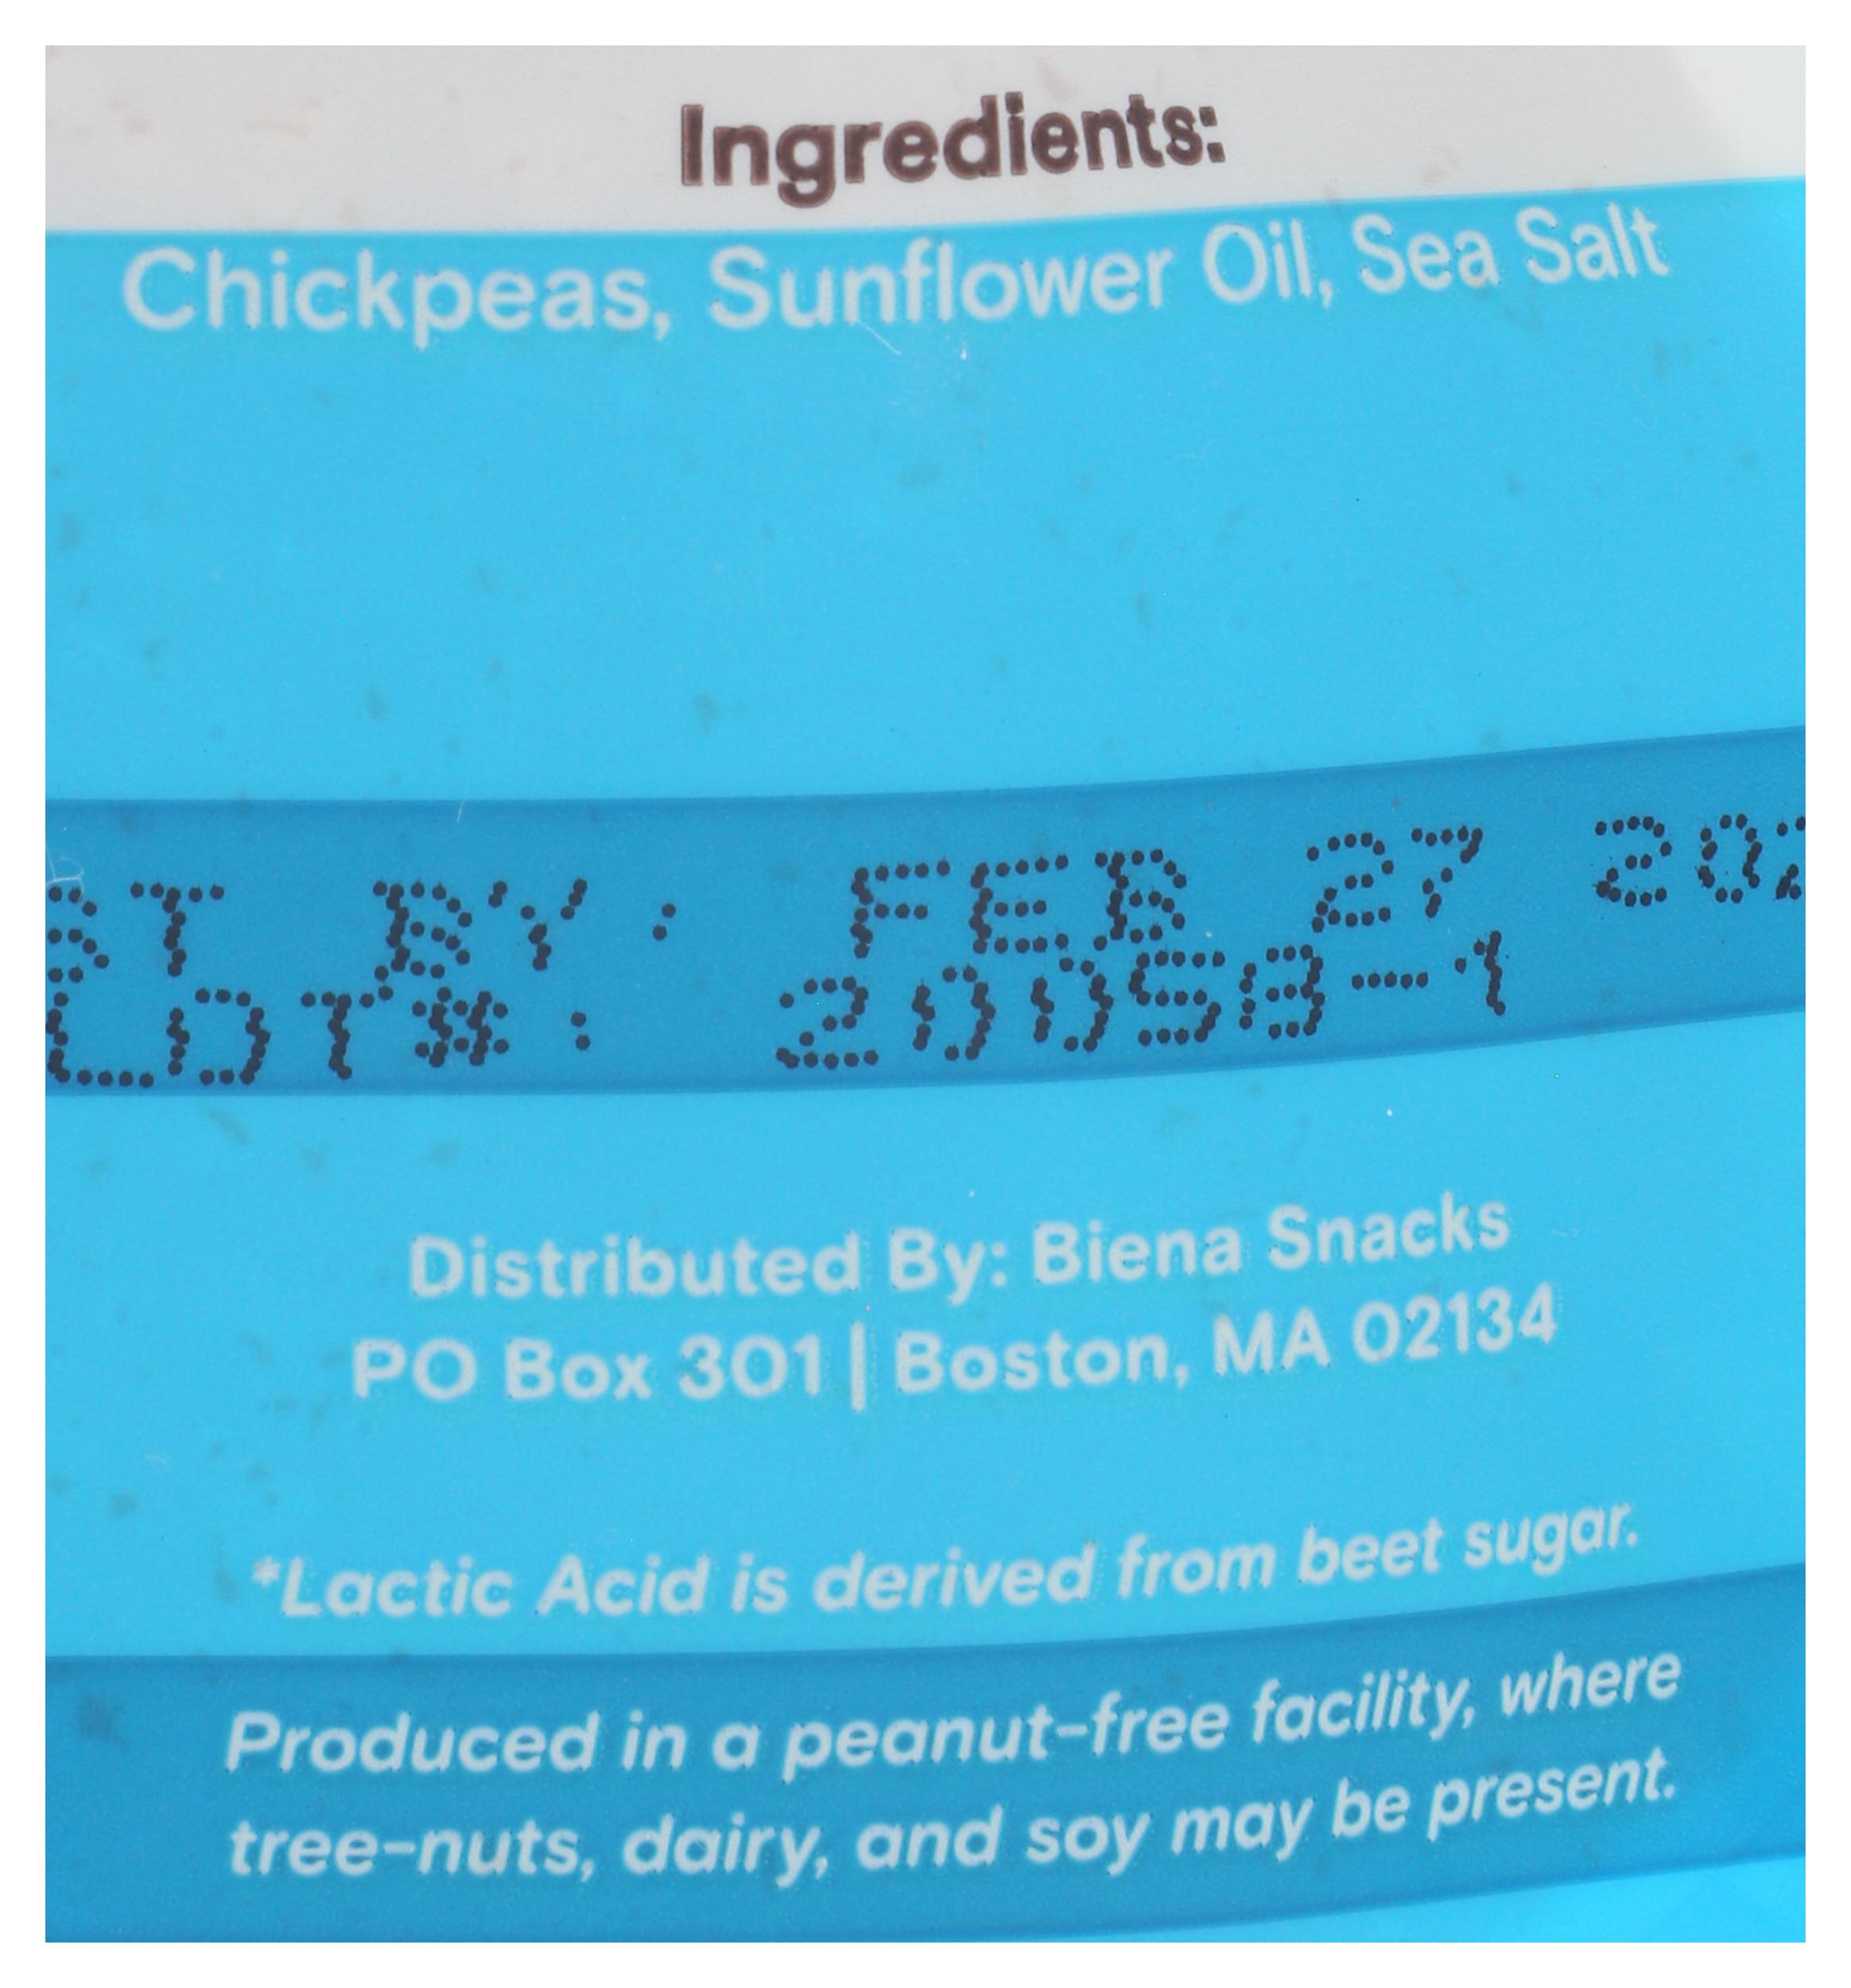 Ingredients:
Chickpeas, Sunflower Oil, Sea Salt
BY: FEB 27
LOT#: 20058-1
Distributed By: Biena Snacks
PO Box 301 | Boston, MA 02134
*Lactic Acid is derived from beet sugar.
Produced in a peanut-free facility, where
tree-nuts, dairy, and soy may be present.